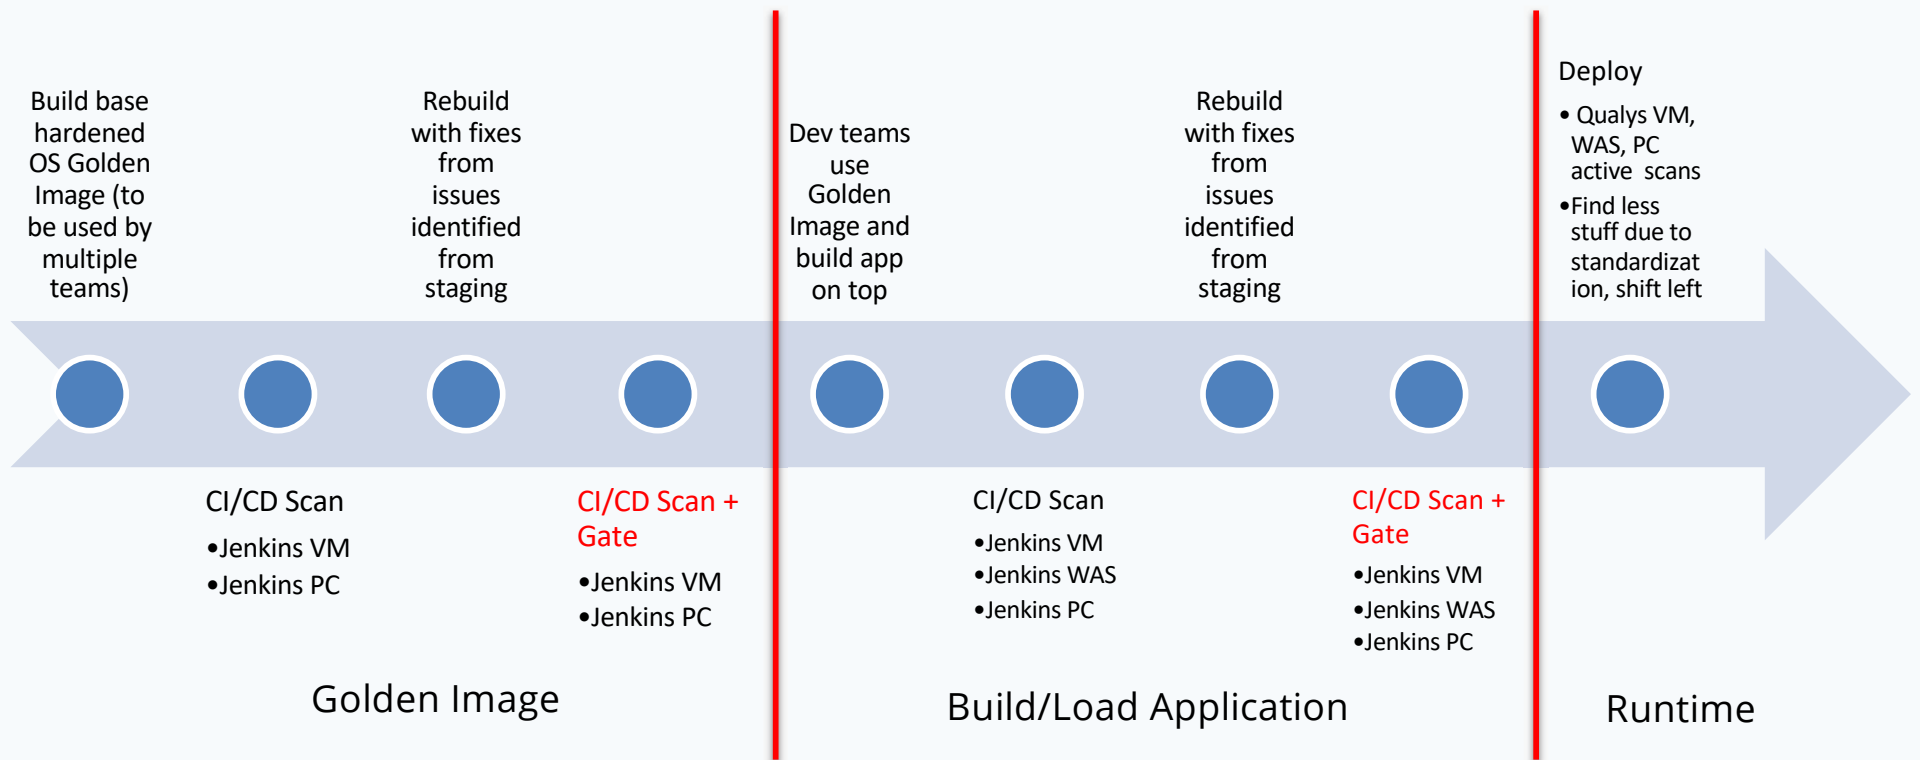 Build base
hardened
OS Golden
Image (to
be used by
multiple
teams)
CI/CD Scan
•Jenkins VM
•Jenkins PC
Rebuild
with fixes
from
issues
identified
from
staging
CI/CD Scan +
Gate
•Jenkins VM
•Jenkins PC
Golden Image
Dev teams
use
Golden
Image and
build app
on top
CI/CD Scan
•Jenkins VM
•Jenkins WAS
•Jenkins PC
Rebuild
with fixes
from
issues
identified
from
staging
CI/CD Scan +
Gate
•Jenkins VM
•Jenkins WAS
•Jenkins PC
Build/Load Application
Deploy
• Qualys VM,
WAS, PC
active scans
•Find less
stuff due to
standardizat
ion, shift left
Runtime